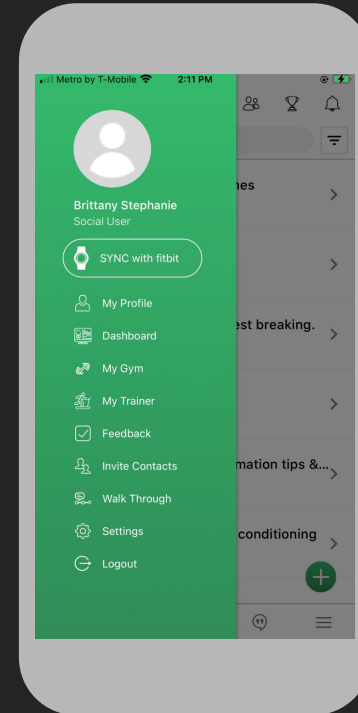 Metro by T-Mobile 2:11 PM
Brittany Stephanie
Social User
SYNC with fitbit
My Profile
Dashboard
My Gym
My Trainer
Feedback
Invite Contacts
Walk Through
Settings
Logout
est breaking.
mation tips &...
conditioning